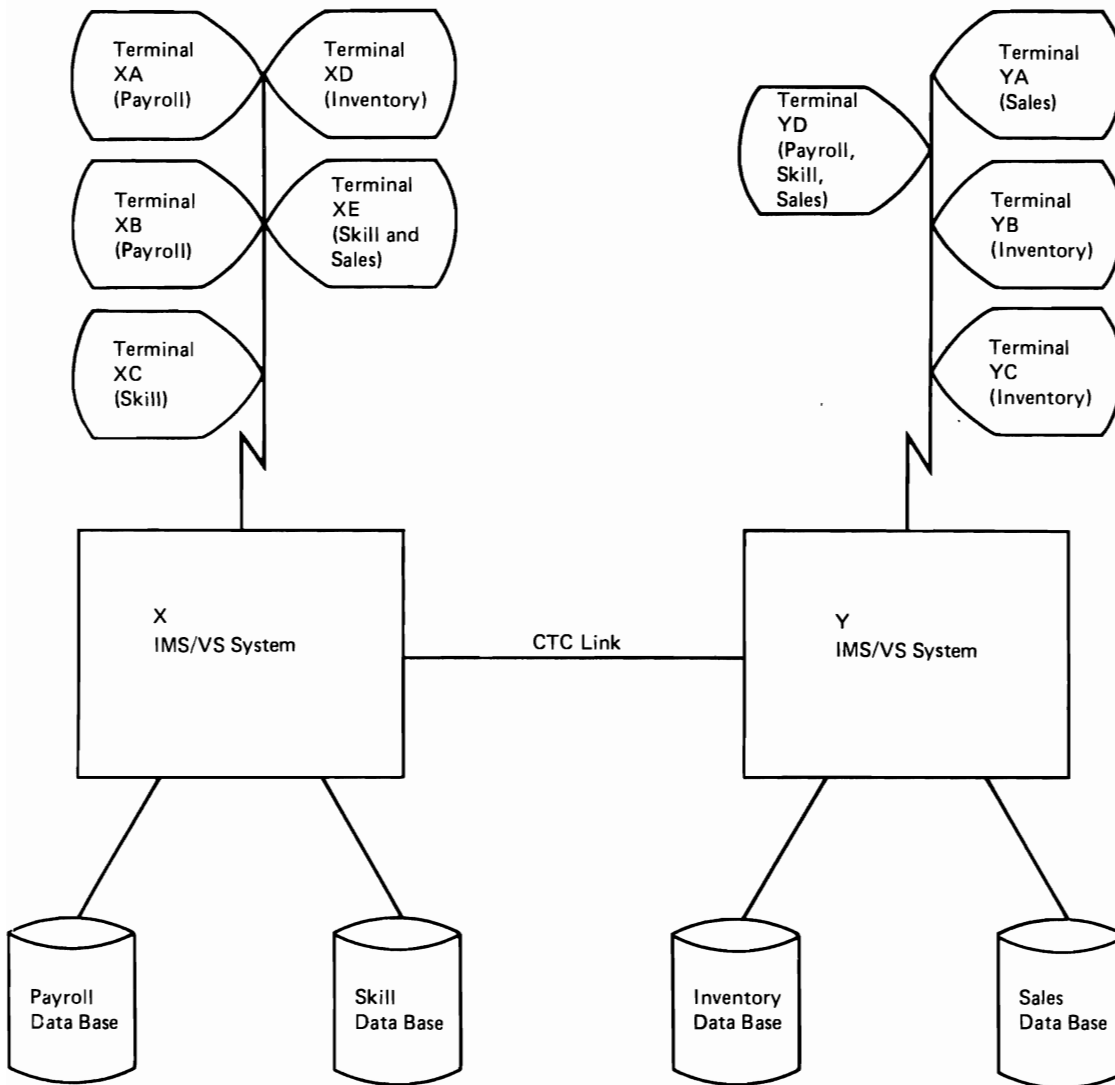 Terminal
XA
(Payroll)
Terminal
XD
(Inventory)
Terminal
XB
(Payroll)
Terminal
XE
(Skill and
Sales)
Terminal
XC
(Skill)
Terminal
YD
(Payroll,
Skill,
Sales)
Terminal
YA
(Sales)
Terminal
YB
(Inventory)
Terminal
YC
(Inventory)
X
IMS/VS System
CTC Link
Y
IMS/VS System
Payroll
Data Base
Skill
Data Base
Inventory
Data Base
Sales
Data Base